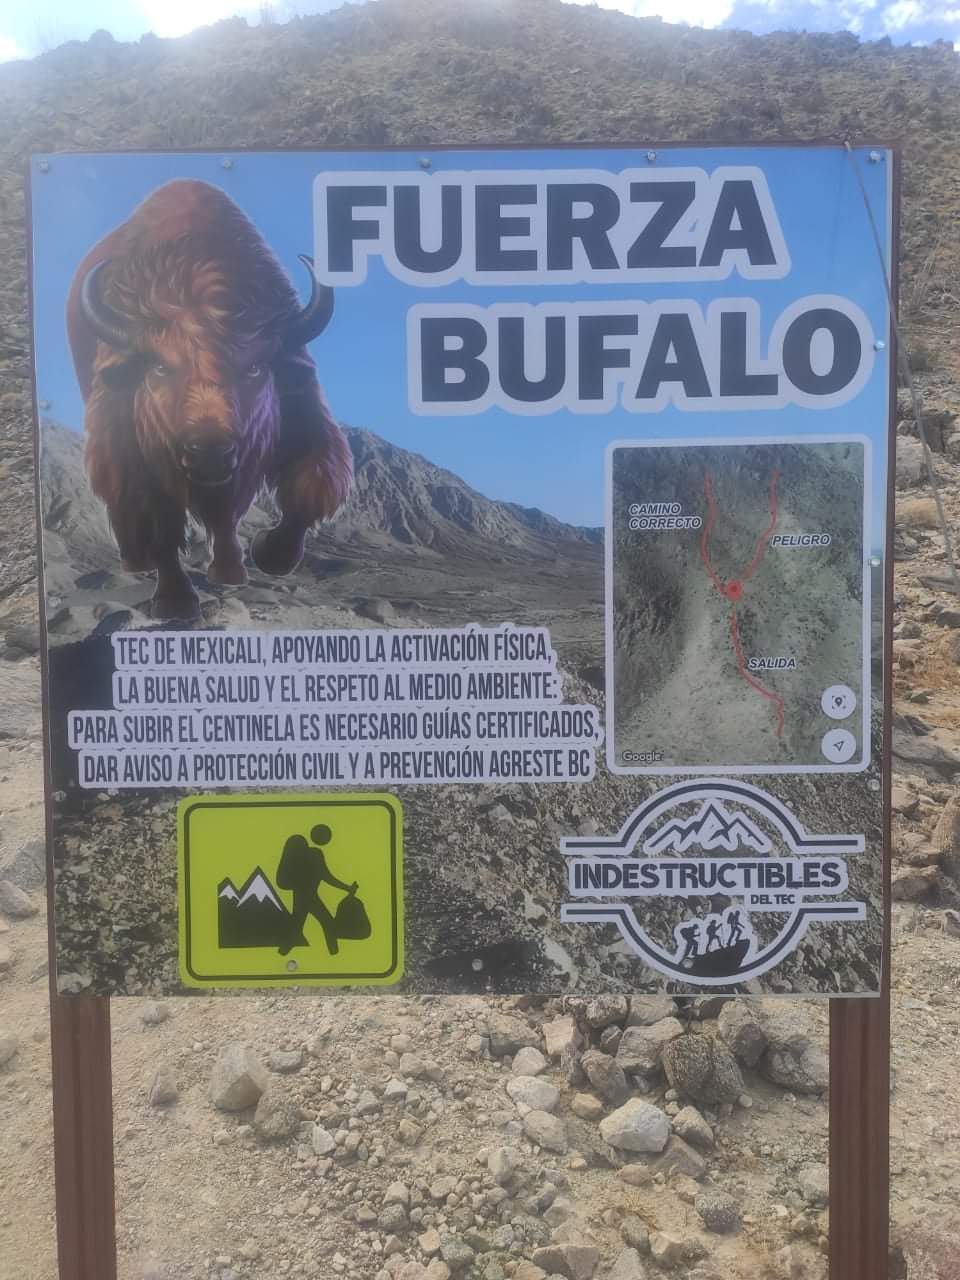 FUERZA
BUFALO
CAMINO
CORRECTO
PELIGRO
SALIDA
Google
TEC DE MEXICALI, APOYANDO LA ACTIVACIÓN FÍSICA,
LA BUENA SALUD Y EL RESPETO AL MEDIO AMBIENTE:
PARA SUBIR EL CENTINELA ES NECESARIO GUÍAS CERTIFICADOS,
DAR AVISO A PROTECCIÓN CIVIL Y A PREVENCIÓN AGRESTE BC
INDESTRUCTIBLES
DEL TEC